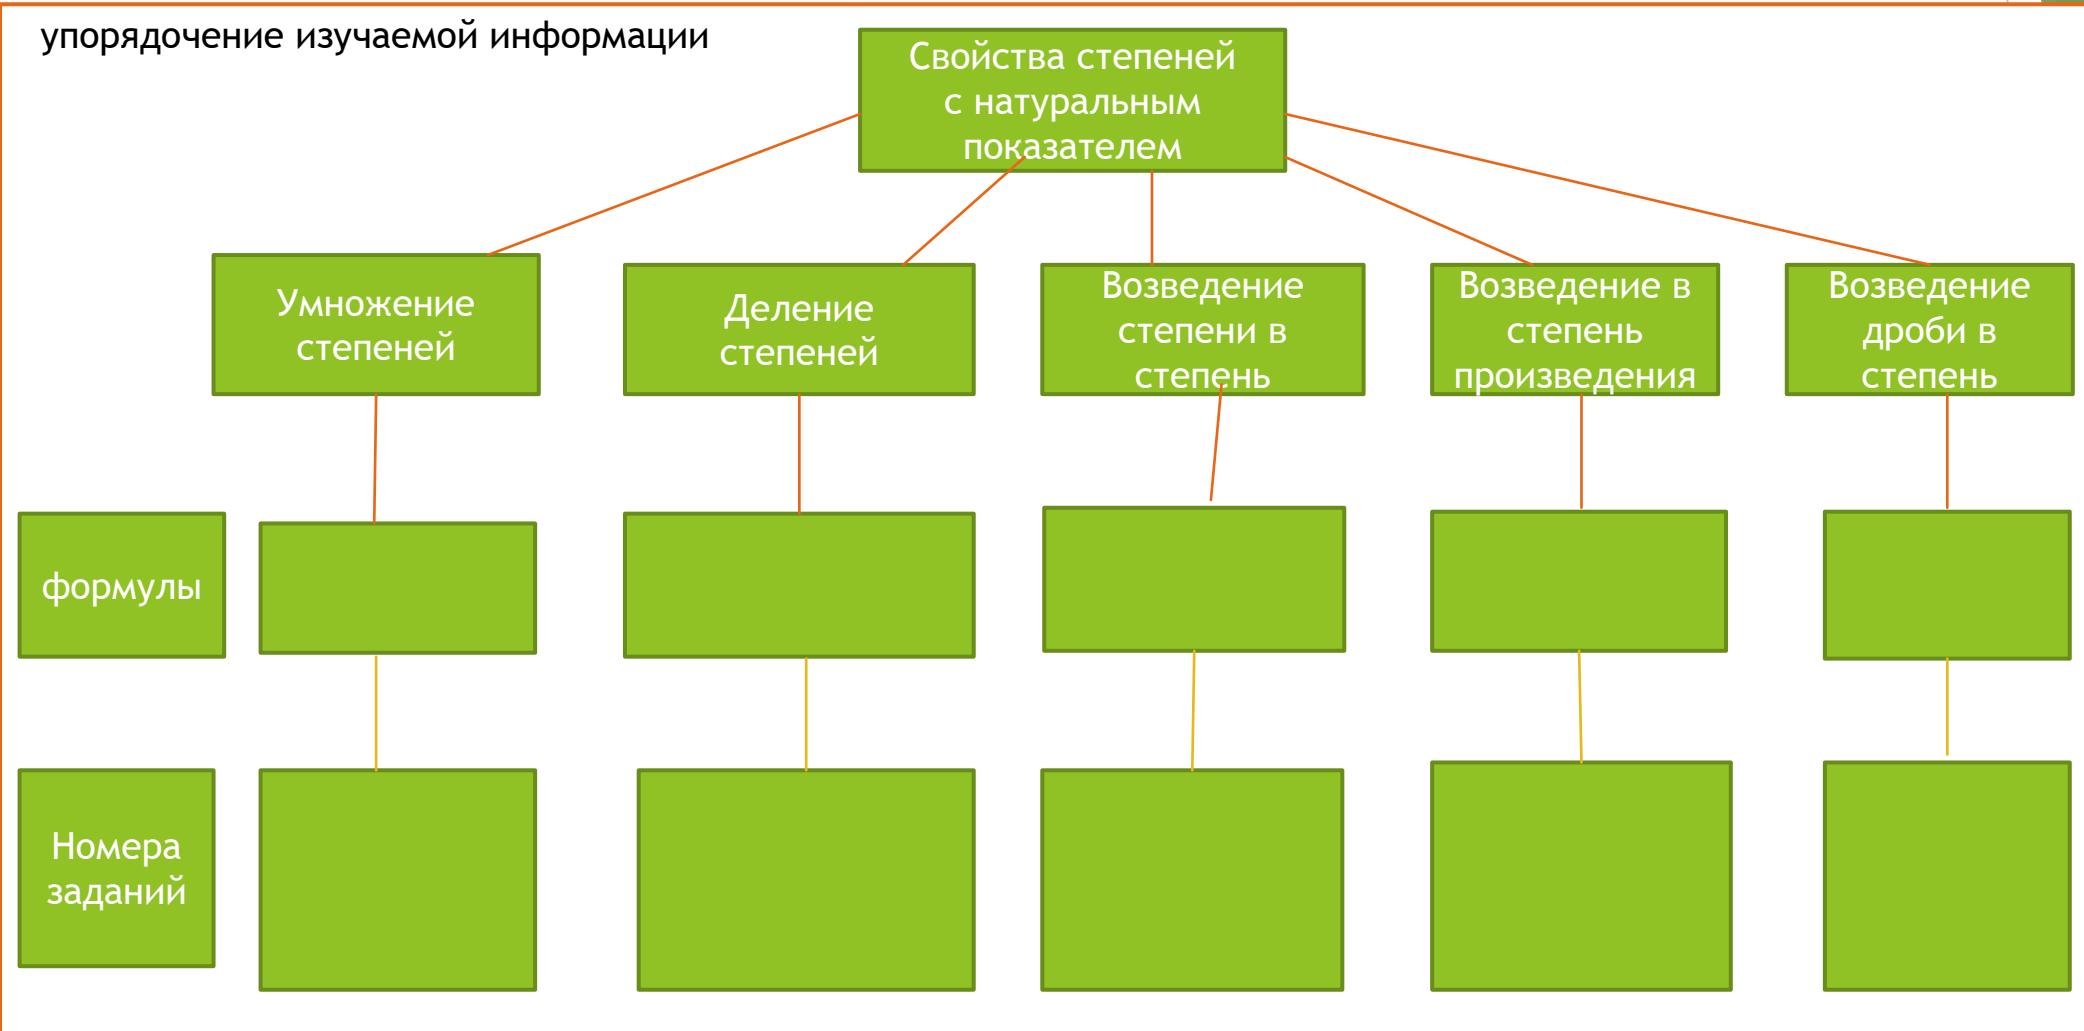 упорядочение изучаемой информации
Свойства степеней
с натуральным
показателем
Умножение
степеней
Деление
степеней
Возведение
степени в
степень
Возведение в
степень
произведения
Возведение
дроби в
степень
формулы
Номера
заданий